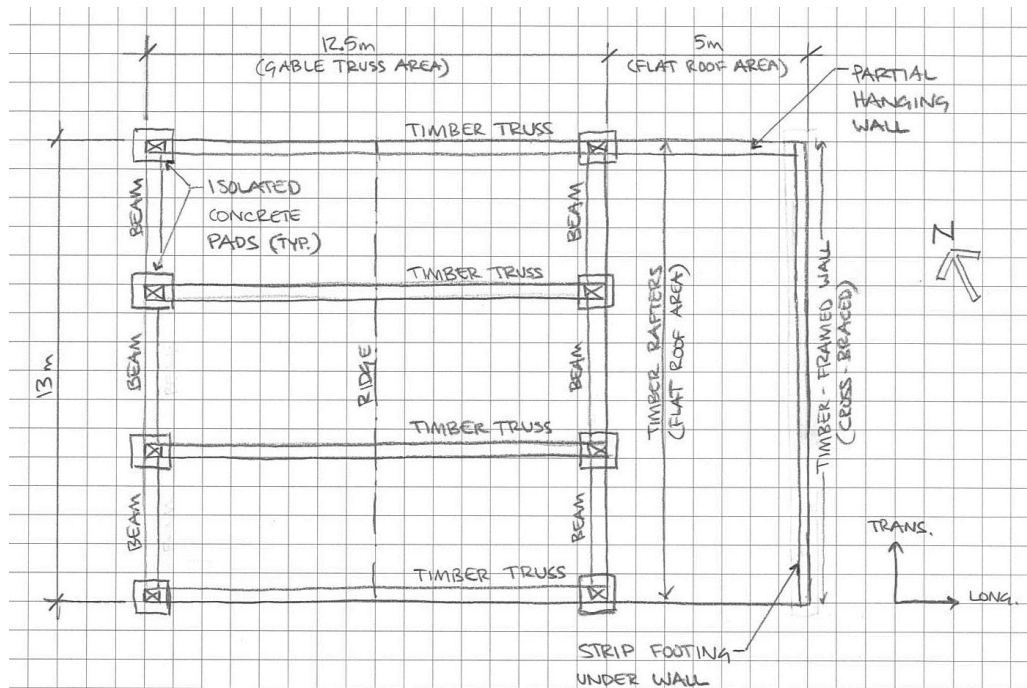 12.5m
(GABLE TRUSS AREA)
5m
(FLAT ROOF AREA)
PARTIAL
HANGING
WALL
TIMBER TRUSS
BEAM
ISOLATED
CONCRETE
PADS (TYP.)
BEAM
N
TIMBER TRUSS
13m
BEAM
RIDGE
BEAM
TIMBER RAFTERS
(FLAT ROOF AREA)
TIMBER-FRAMED WALL
(CROSS-BRACED)
TIMBER TRUSS
BEAM
BEAM
TRANS.
LONG.
TIMBER TRUSS
STRIP FOOTING
UNDER WALL